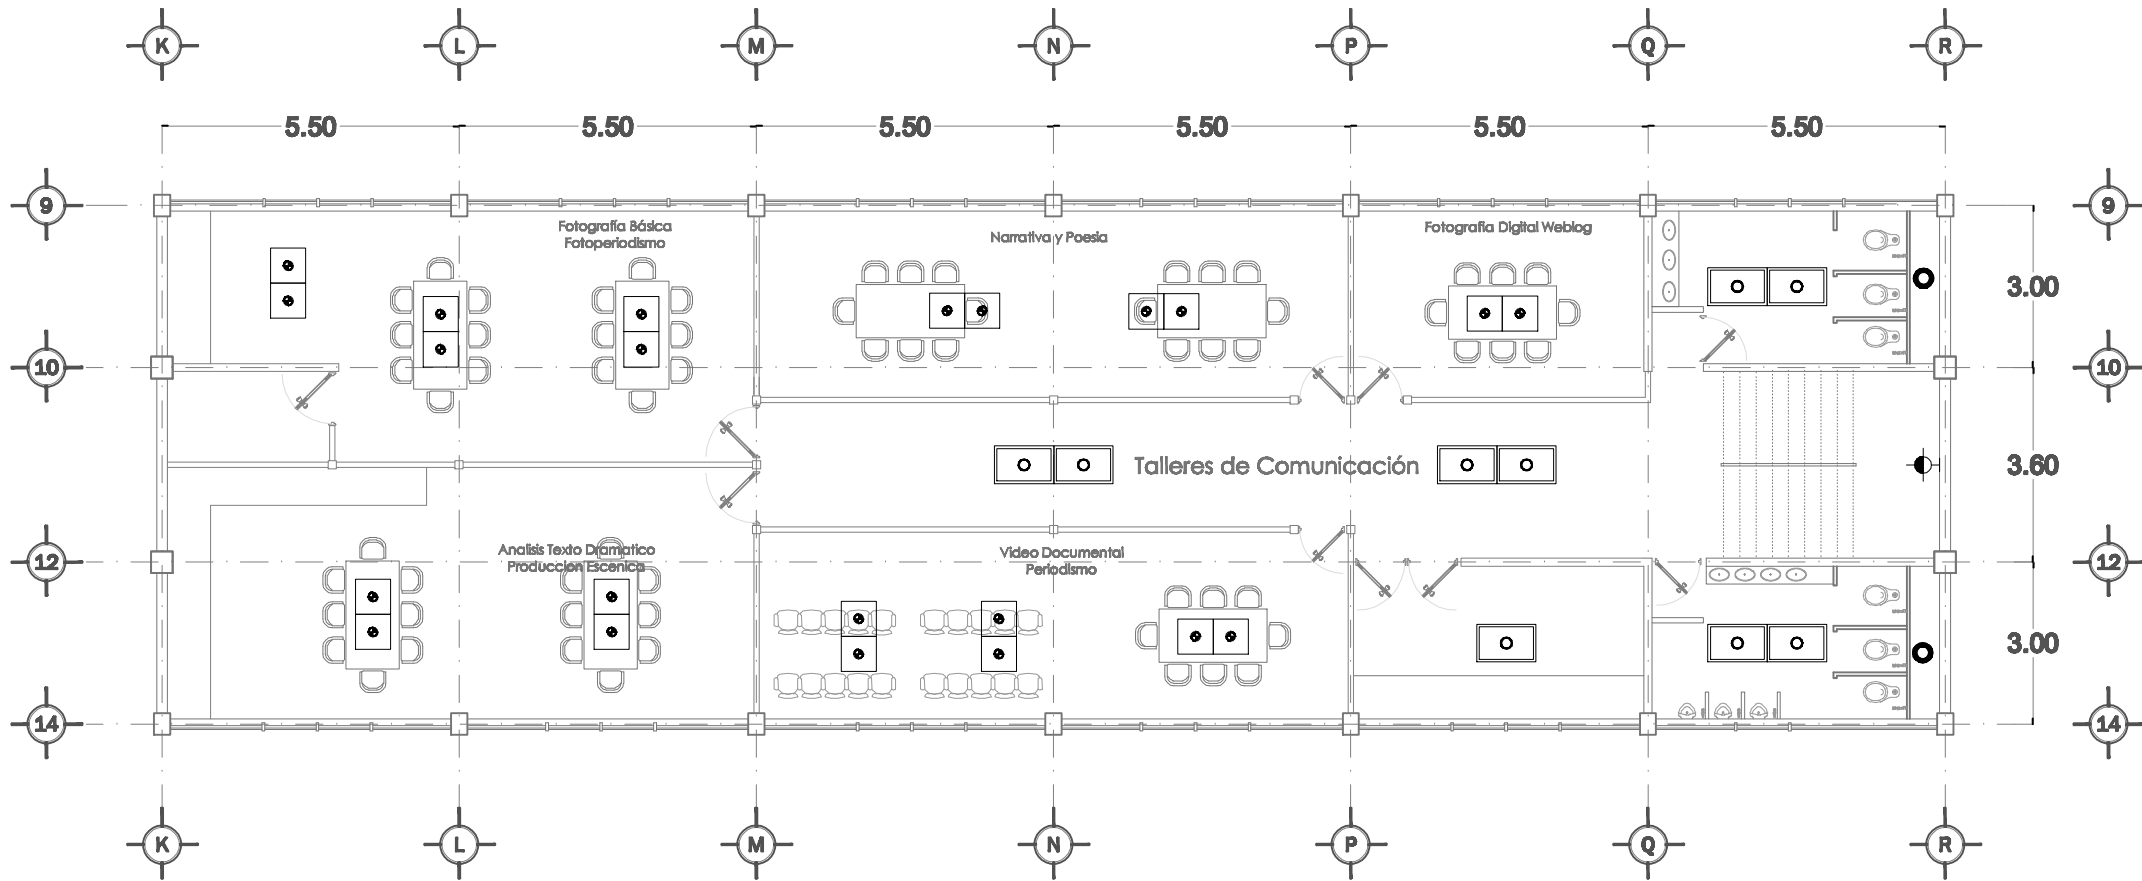 K L M N P Q R
5.50 5.50 5.50 5.50 5.50 5.50
9 9
Fotografía Básica
Fotoperiodismo
Narrativa y Poesia
Fotografia Digital Weblog
3.00
10 10
Talleres de Comunicación
3.60
Analisis Texto Dramatico
Produccion Escenica
Video Documental
Periodismo
12 12
3.00
14 14
K L M N P Q R